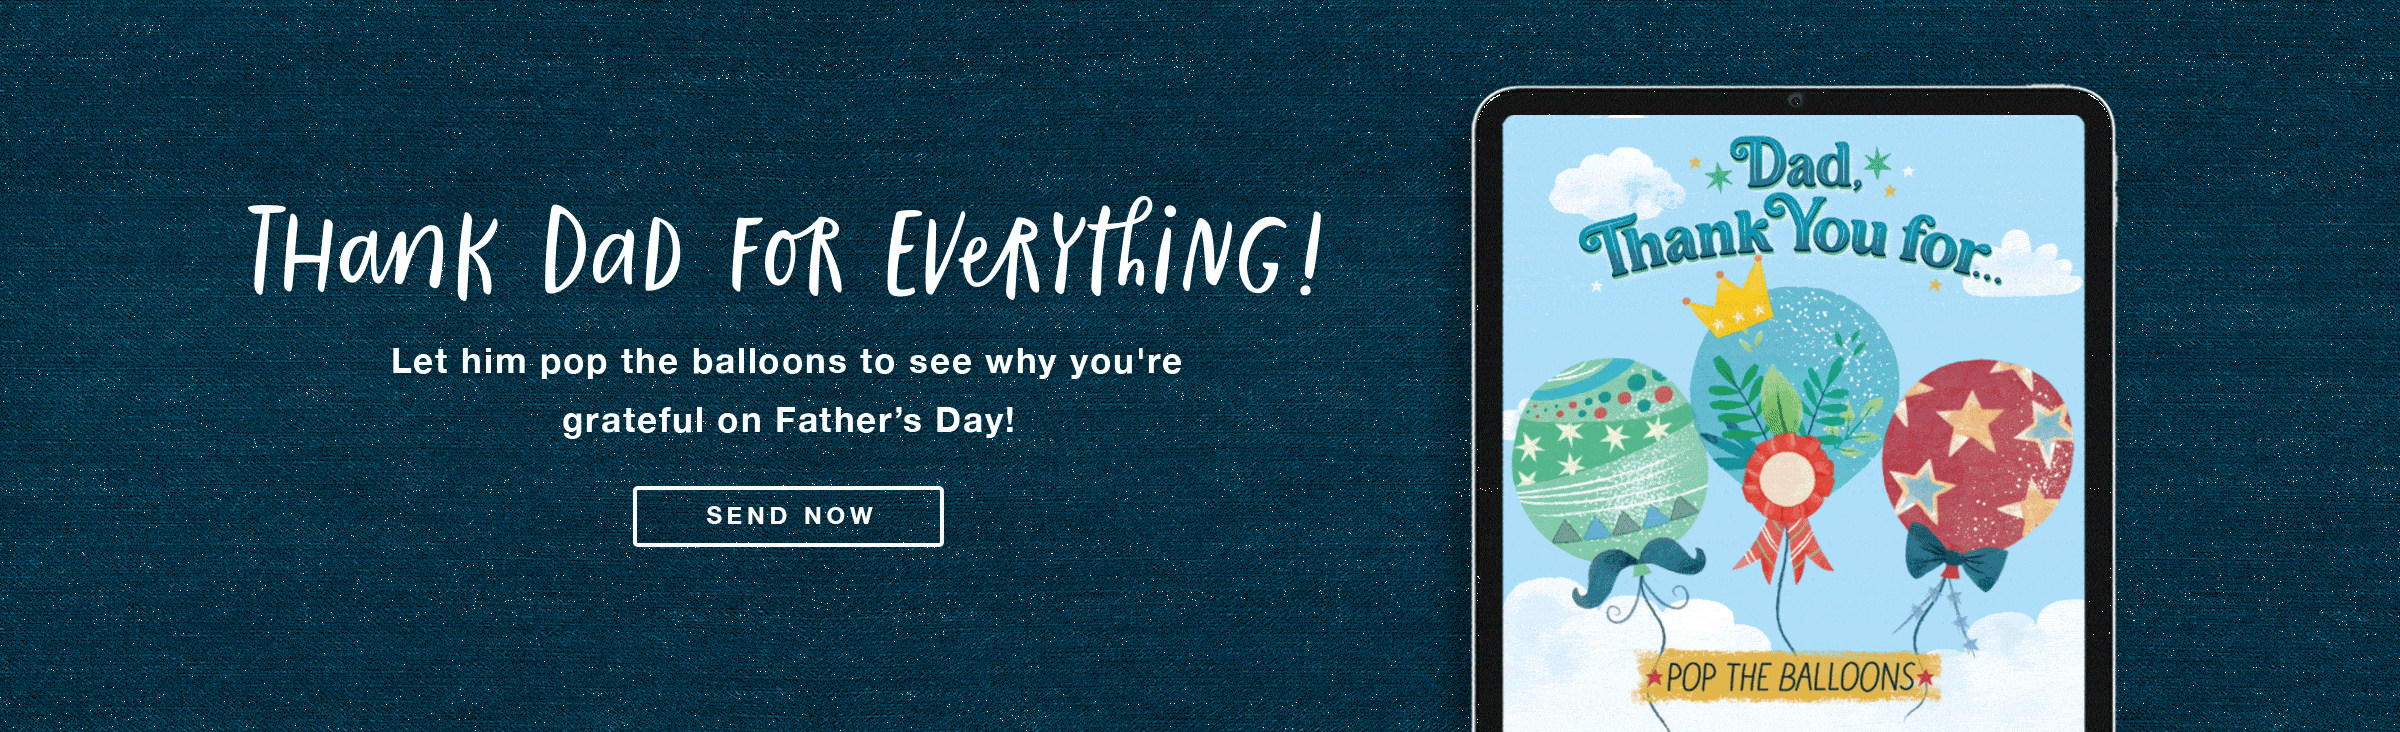 THANK DAD FOR EVERYTHING!
Let him pop the balloons to see why you're
grateful on Father’s Day!
SEND NOW
Dad,
Thank You for...
POP THE BALLOONS